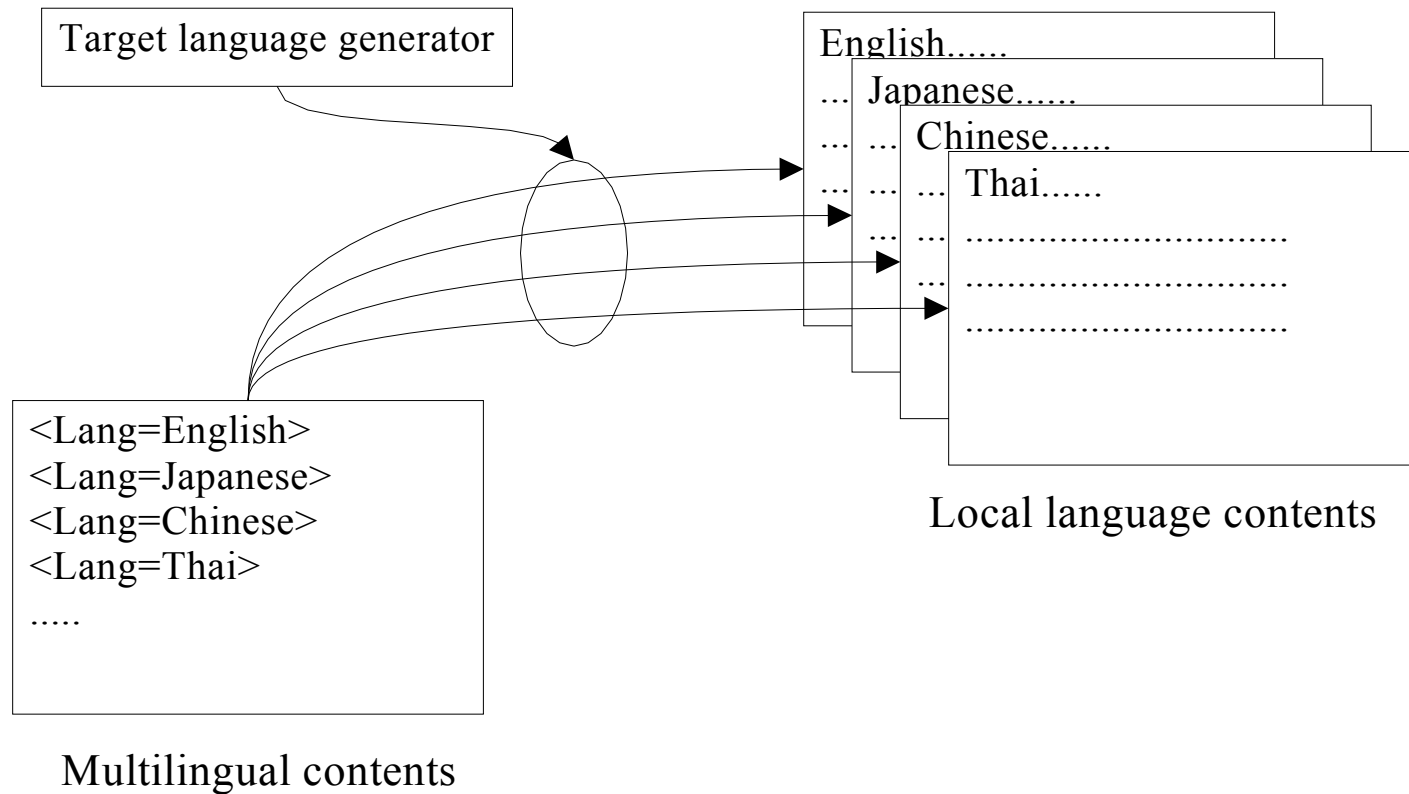 Target language generator
English......
... Japanese......
... ... Chinese......
... ... ... Thai......
... ... ...............................
... ...............................
...............................
<Lang=English>
<Lang=Japanese>
<Lang=Chinese>
<Lang=Thai>
.....
Local language contents
Multilingual contents